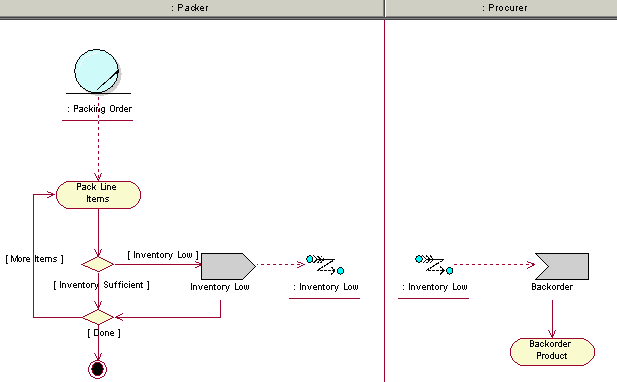 : Packer
: Procurer
: Packing Order
Pack Line
Items
[ More Items ]
[ Inventory Low ]
[ Inventory Sufficient ]
Inventory Low
: Inventory Low
: Inventory Low
Backorder
[ Done ]
Backorder
Product